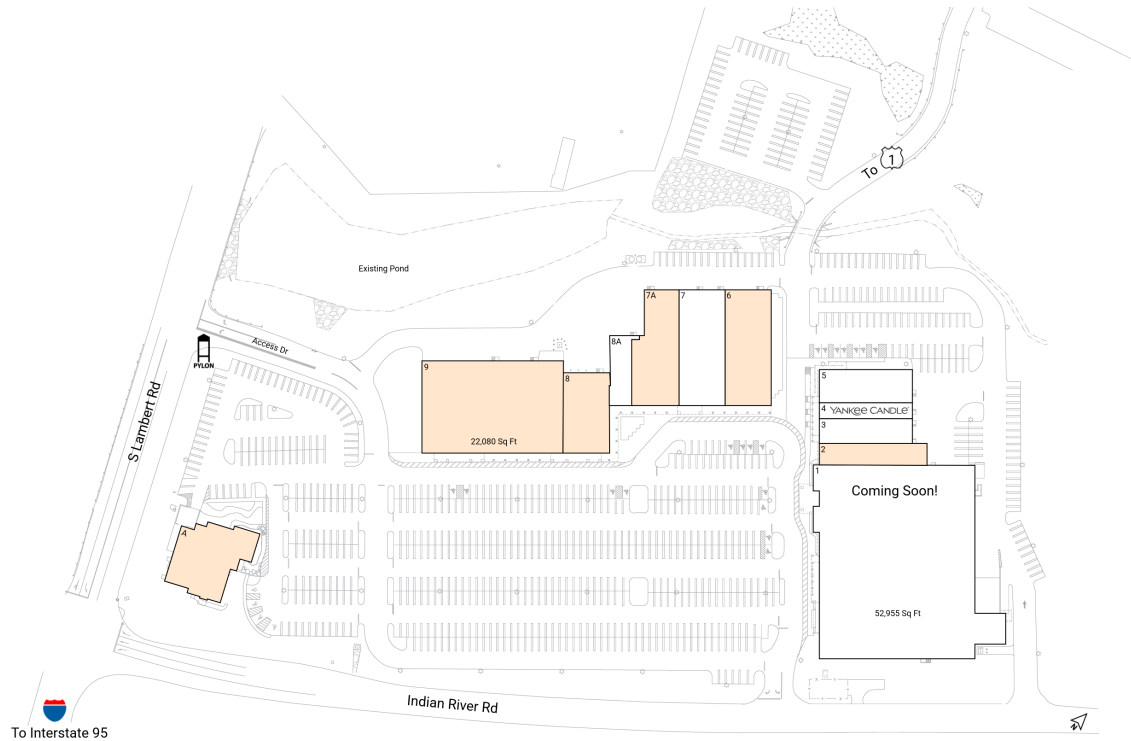 To 1
Existing Pond
7A
7
6
8A
Access Dr
PYLON
9
8
5
4 YANKEE CANDLE
3
2
1
Coming Soon!
22,080 Sq Ft
S Lambert Rd
A
52,955 Sq Ft
Indian River Rd
To Interstate 95